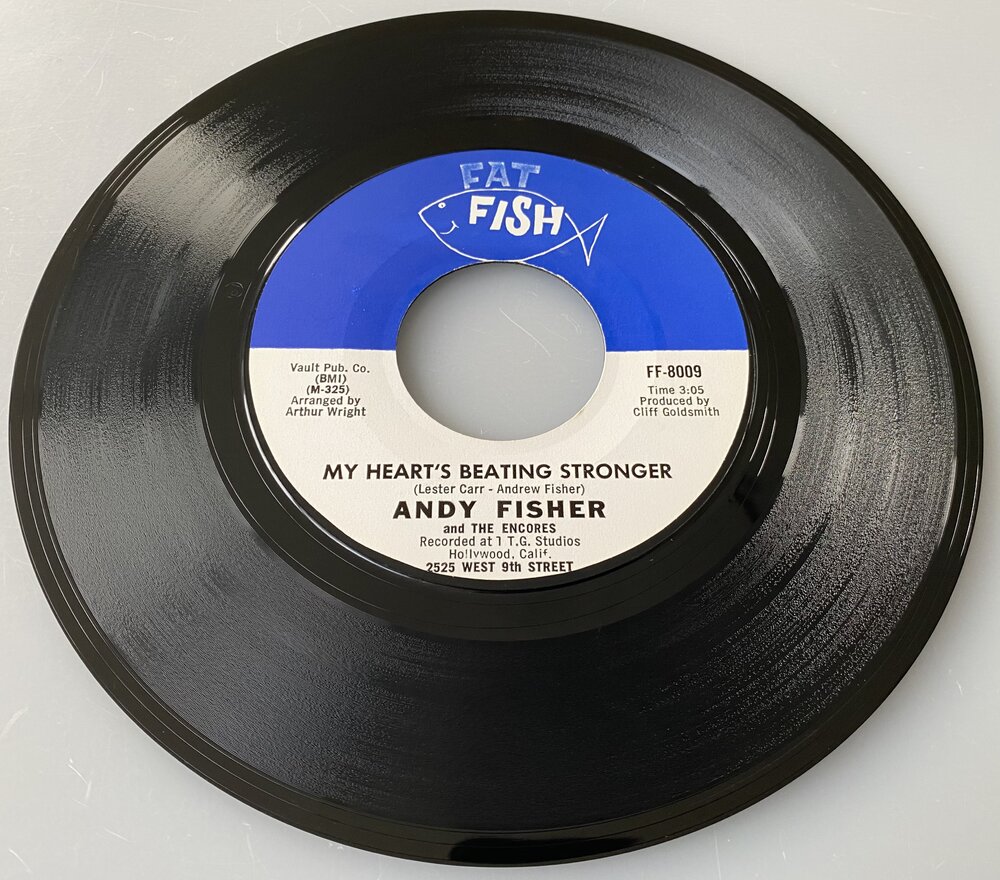 FAT
FISH
Vault Pub. Co.
(BMI)
(M-325)
Arranged by
Arthur Wright
FF-8009
Time 3:05
Produced by
Cliff Goldsmith
MY HEART'S BEATING STRONGER
(Lester Carr - Andrew Fisher)
ANDY FISHER
and THE ENCORES
Recorded at T T.G. Studios
Hollywood, Calif.
2525 WEST 9th STREET